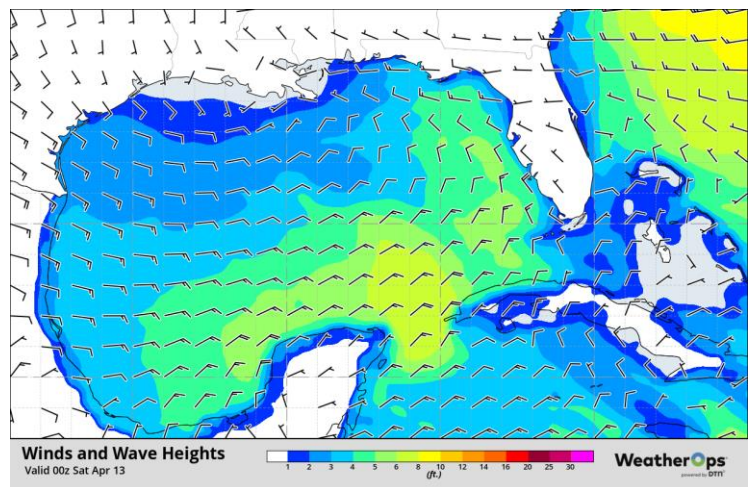 Winds and Wave Heights
Valid 00z Sat Apr 13
1 2 3 4 5 6 8 10 12 14 16 20 25 30
(ft.)
WeatherOps
powered by DTN